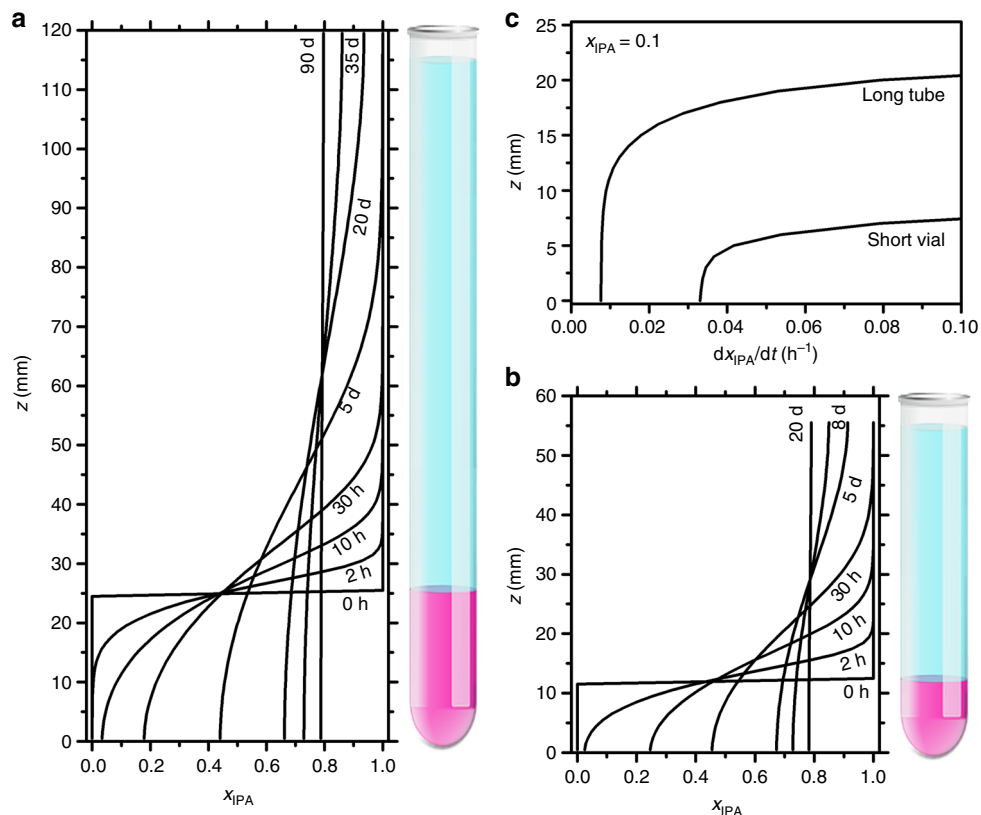 a
120
110
100
90
80
70
60
50
40
30
20
10
0
z (mm)
90 d
35 d
20 d
5 d
30 h
10 h
2 h
0 h
0.0 0.2 0.4 0.6 0.8 1.0
xIPA
c
25
20
15
10
5
0
z (mm)
xIPA = 0.1
Long tube
Short vial
0.00 0.02 0.04 0.06 0.08 0.10
dxIPA/dt (h⁻¹)
b
60
50
40
30
20
10
0
z (mm)
20 d
8 d
5 d
30 h
10 h
2 h
0 h
0.0 0.2 0.4 0.6 0.8 1.0
xIPA